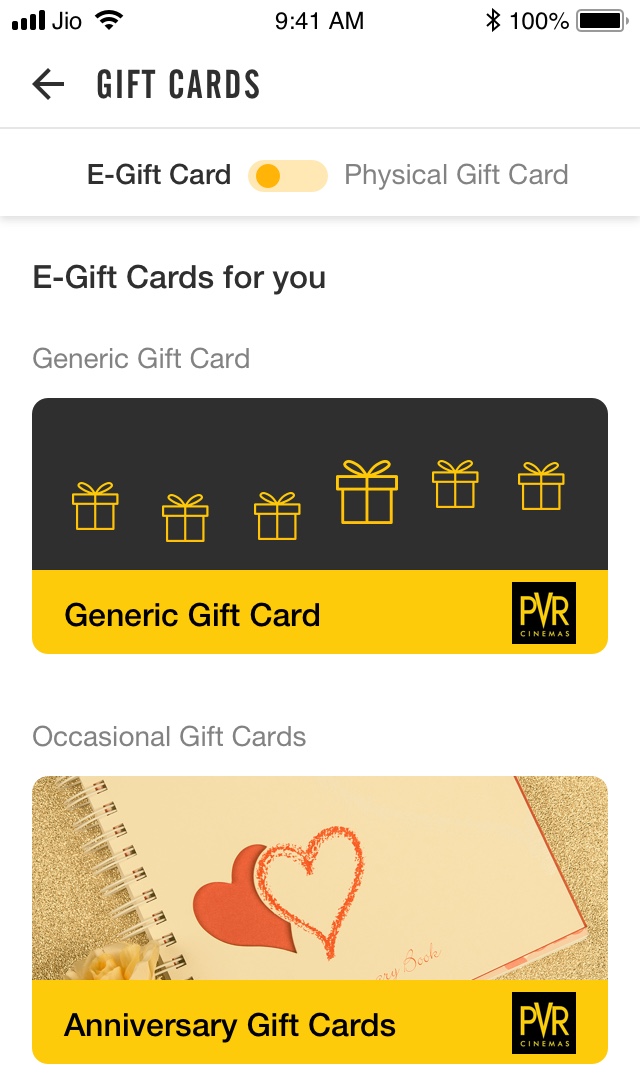 Jio 9:41 AM 100%
GIFT CARDS
E-Gift Card Physical Gift Card
E-Gift Cards for you
Generic Gift Card
Generic Gift Card
PVR
CINEMAS
Occasional Gift Cards
Book
Anniversary Gift Cards
PVR
CINEMAS